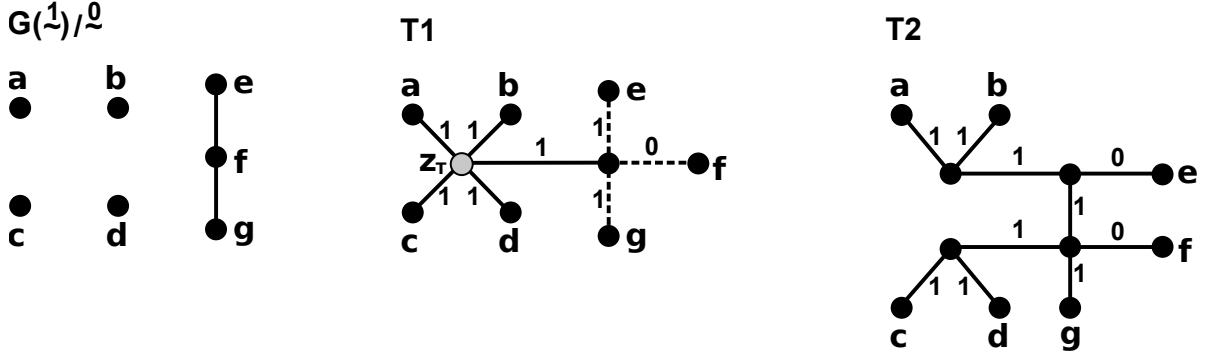 G(1~)/0~
T1
T2
a b e
f
c d g
a b e
1 1 1
z_T 1 0 f
1 1 1
c d g
a b
1 1 1 0 e
1
1 0 f
1 1 1
c d g